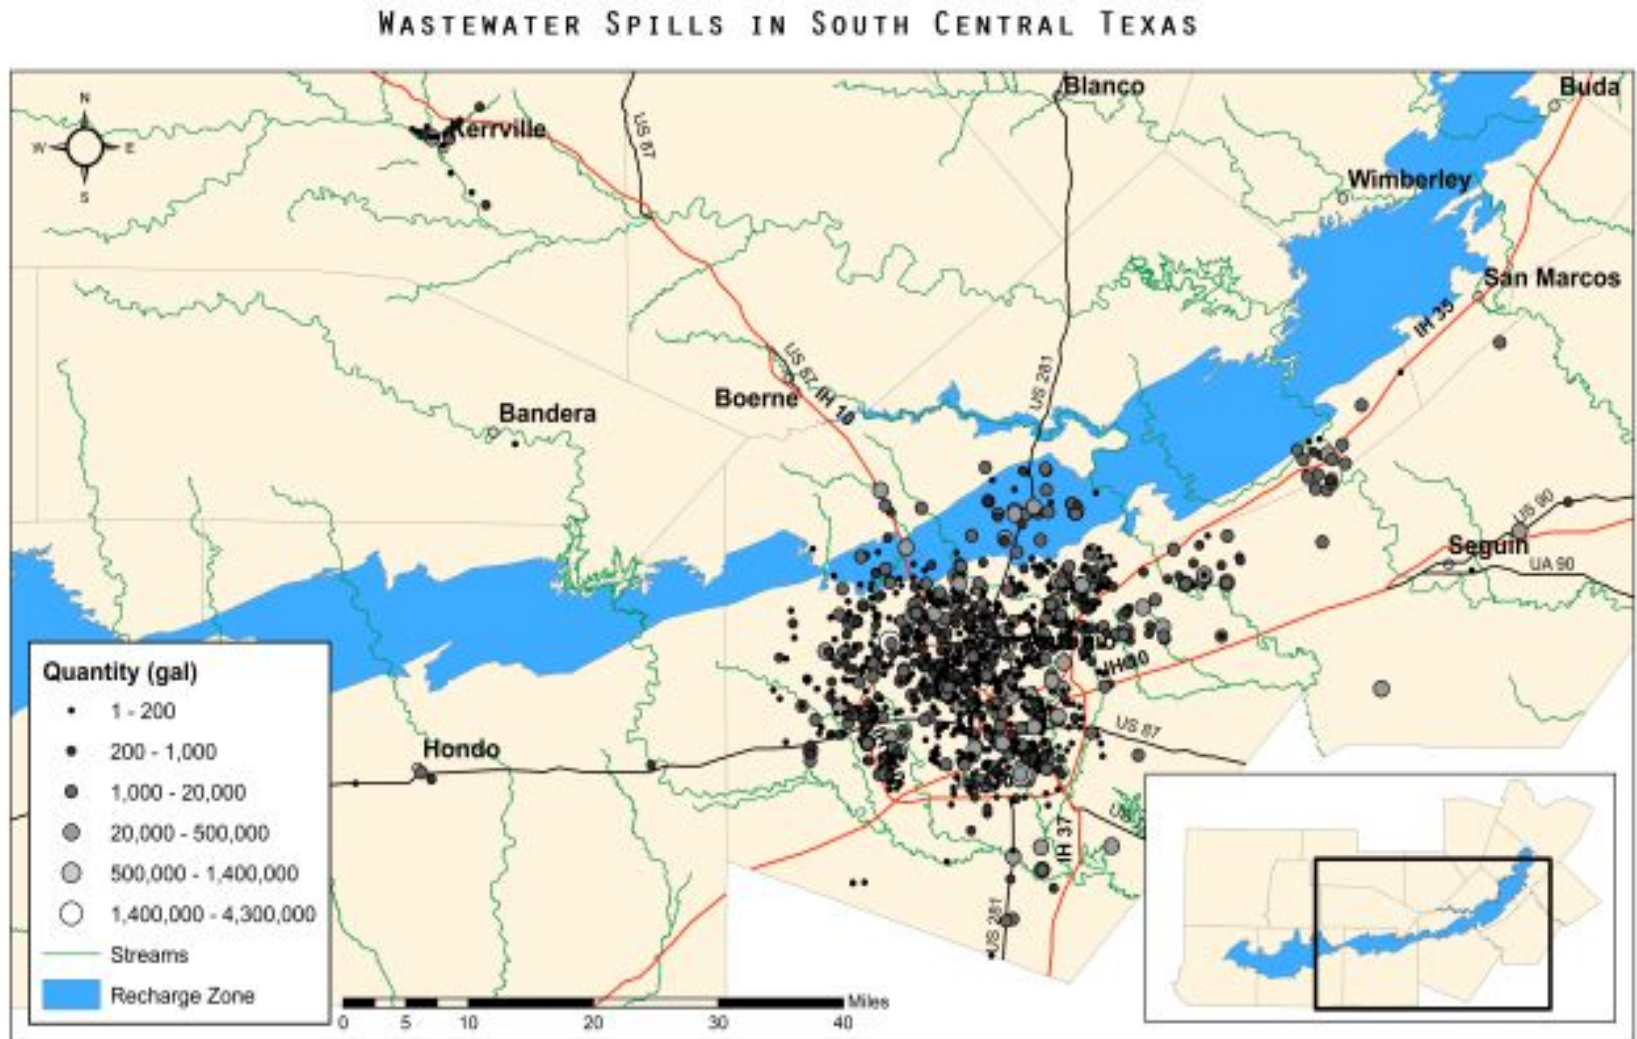 WASTEWATER SPILLS IN SOUTH CENTRAL TEXAS
Blanco
Buda
N
W
E
S
Kerrville
US 87
Wimberley
San Marcos
IH 35
US 87
IH 10
US 281
Boerne
Bandera
US 90
Seguin
UA 90
IH 10
US 87
Hondo
US
IH 37
US 281
Quantity (gal)
1 - 200
200 - 1,000
1,000 - 20,000
20,000 - 500,000
500,000 - 1,400,000
1,400,000 - 4,300,000
Streams
Recharge Zone
Miles
0 5 10 20 30 40